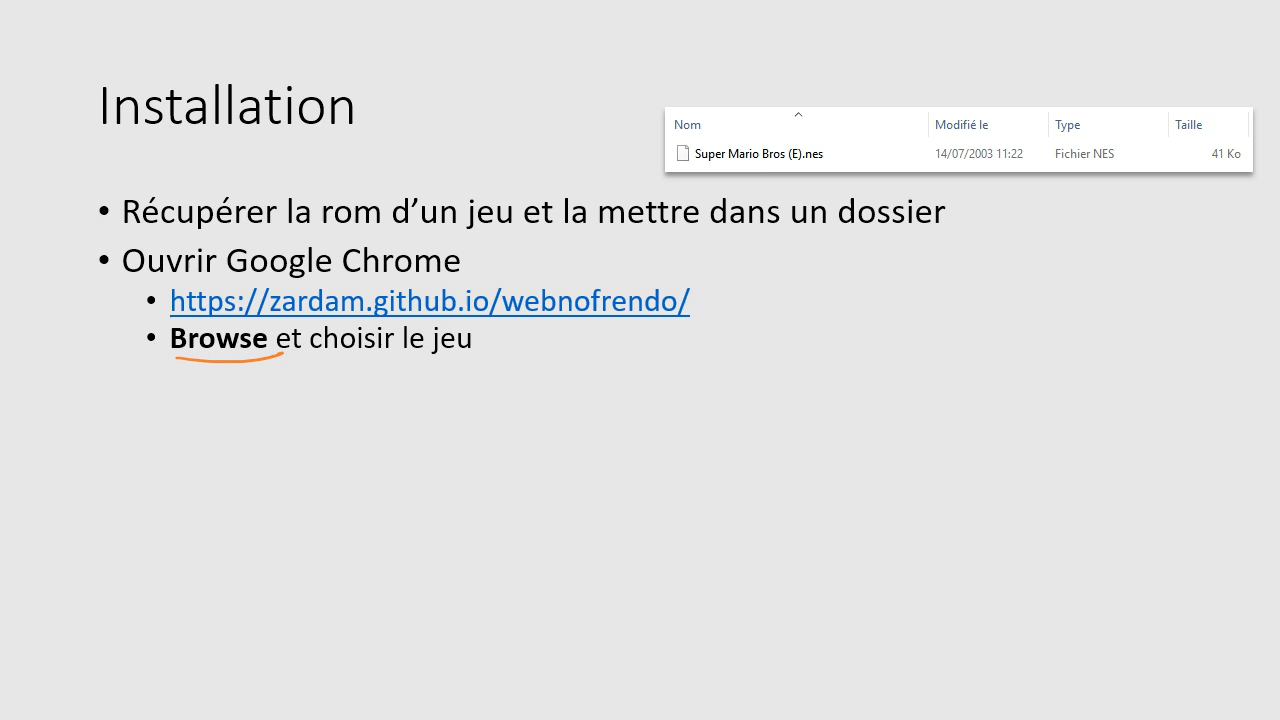 Installation
Nom Modifié le Type Taille
Super Mario Bros (E).nes 14/07/2003 11:22 Fichier NES 41 Ko
• Récupérer la rom d’un jeu et la mettre dans un dossier
• Ouvrir Google Chrome
• https://zardam.github.io/webnofrendo/
• Browse et choisir le jeu